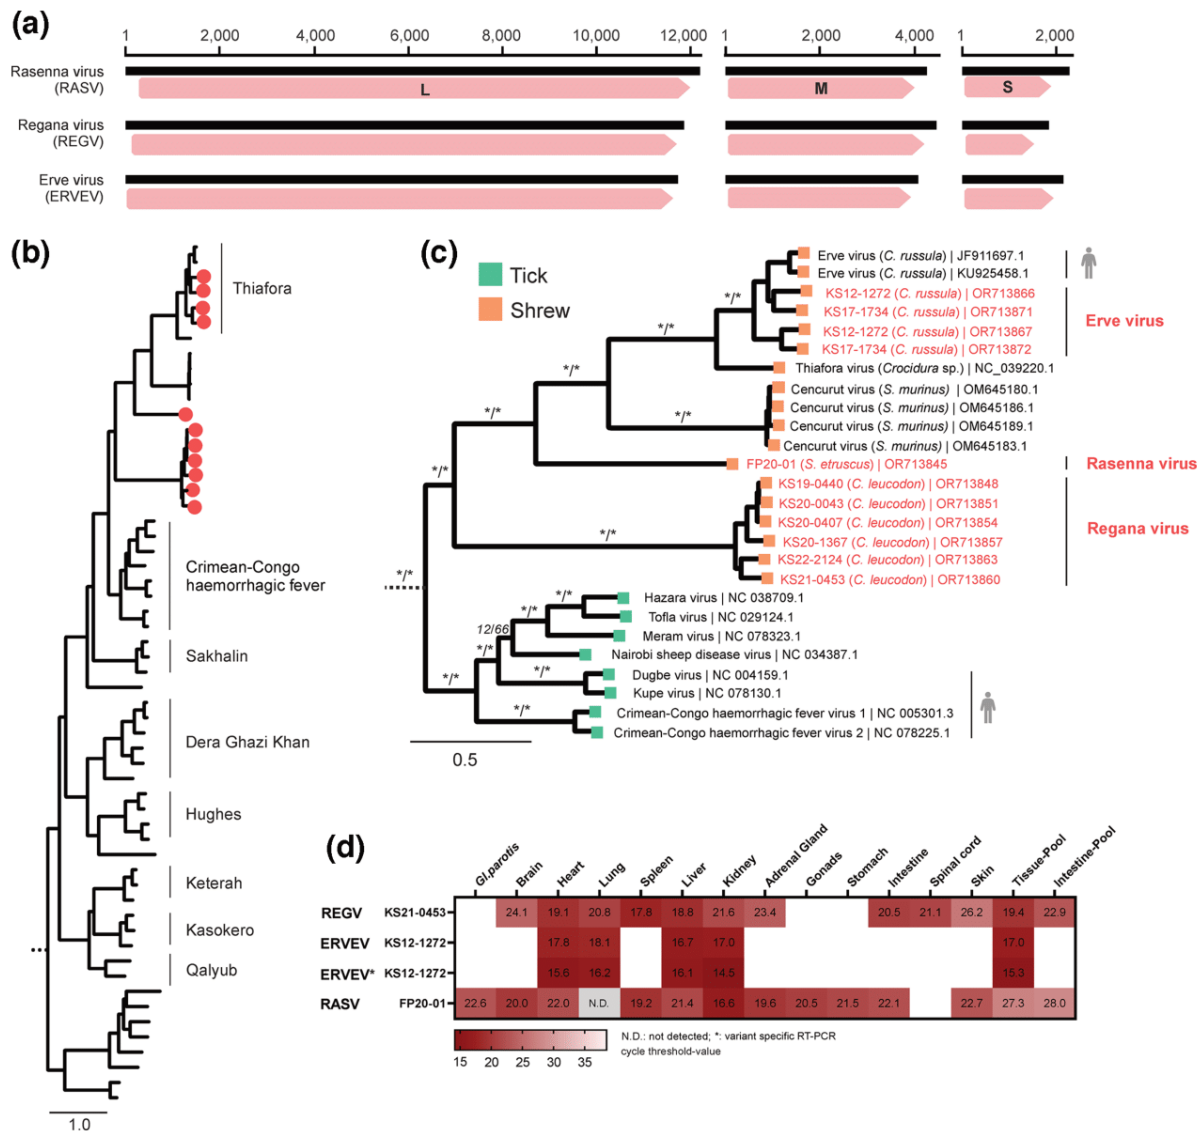 (a)
1 2,000 4,000 6,000 8,000 10,000 12,000 1 2,000 4,000 1 2,000
Rasenna virus
(RASV)
L M S
Regana virus
(REGV)
Erve virus
(ERVEV)
(b)
Thiafora
Crimean-Congo
haemorrhagic fever
Sakhalin
Dera Ghazi Khan
Hughes
Keterah
Kasokero
Qalyub
1.0
(c)
Tick
Shrew
Erve virus (C. russula) | JF911697.1
Erve virus (C. russula) | KU925458.1
KS12-1272 (C. russula) | OR713866
KS17-1734 (C. russula) | OR713871
KS12-1272 (C. russula) | OR713867
KS17-1734 (C. russula) | OR713872
Erve virus
Thiafora virus (Crocidura sp.) | NC_039220.1
Cencurut virus (S. murinus) | OM645180.1
Cencurut virus (S. murinus) | OM645186.1
Cencurut virus (S. murinus) | OM645189.1
Cencurut virus (S. murinus) | OM645183.1
FP20-01 (S. etruscus) | OR713845
Rasenna virus
KS19-0440 (C. leucodon) | OR713848
KS20-0043 (C. leucodon) | OR713851
KS20-0407 (C. leucodon) | OR713854
KS20-1367 (C. leucodon) | OR713857
KS22-2124 (C. leucodon) | OR713863
KS21-0453 (C. leucodon) | OR713860
Regana virus
Hazara virus | NC 038709.1
Tofla virus | NC 029124.1
Meram virus | NC 078323.1
Nairobi sheep disease virus | NC 034387.1
Dugbe virus | NC 004159.1
Kupe virus | NC 078130.1
Crimean-Congo haemorrhagic fever virus 1 | NC 005301.3
Crimean-Congo haemorrhagic fever virus 2 | NC 078225.1
*/*
*/*
*/*
*/*
*/*
*/*
*/*
*/*
*/*
*/*
12/66
*/*
*/*
*/*
*/*
*/*
0.5
(d)
Gl.parotis Brain Heart Lung Spleen Liver Kidney Adrenal Gland Gonads Stomach Intestine Spinal cord Skin Tissue-Pool Intestine-Pool
REGV KS21-0453 24.1 19.1 20.8 17.8 18.8 21.6 23.4 20.5 21.1 26.2 19.4 22.9
ERVEV KS12-1272 17.8 18.1 16.7 17.0 17.0
ERVEV* KS12-1272 15.6 16.2 16.1 14.5 15.3
RASV FP20-01 22.6 20.0 22.0 N.D. 19.2 21.4 16.6 19.6 20.5 21.5 22.1 22.7 27.3 28.0
15 20 25 30 35
N.D.: not detected; *: variant specific RT-PCR
cycle threshold-value